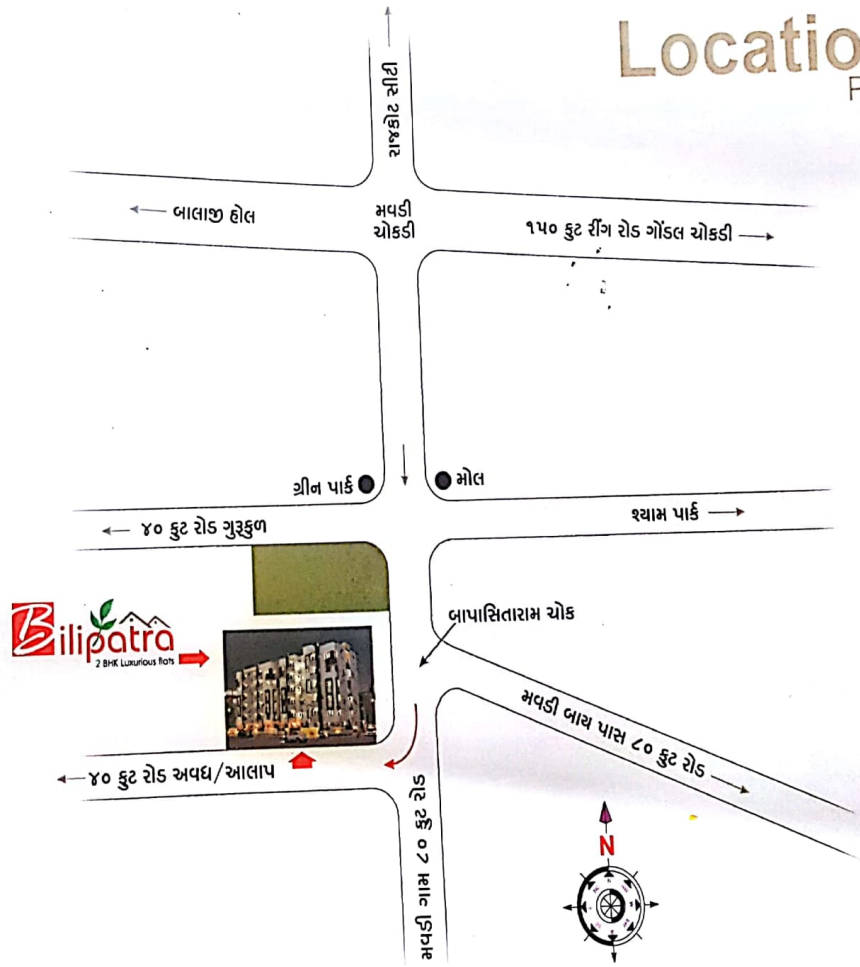 Locatio
P
રાજકોટ સીટી
← બાલાજી હોલ
મવડી
ચોકડી
૧૫૦ ફુટ રીંગ રોડ ગોંડલ ચોકડી →
ગ્રીન પાર્ક
મોલ
← ૪૦ ફુટ રોડ ગુરૂકુળ
શ્યામ પાર્ક →
બાપાસિતારામ ચોક
Bilipatra
2 BHK Luxurious flats
મવડી બાય પાસ ૮૦ ફુટ રોડ →
← ૪૦ ફુટ રોડ અવધ/આલાપ
મવડી ગામ ૮૦ ફુટ રોડ
N